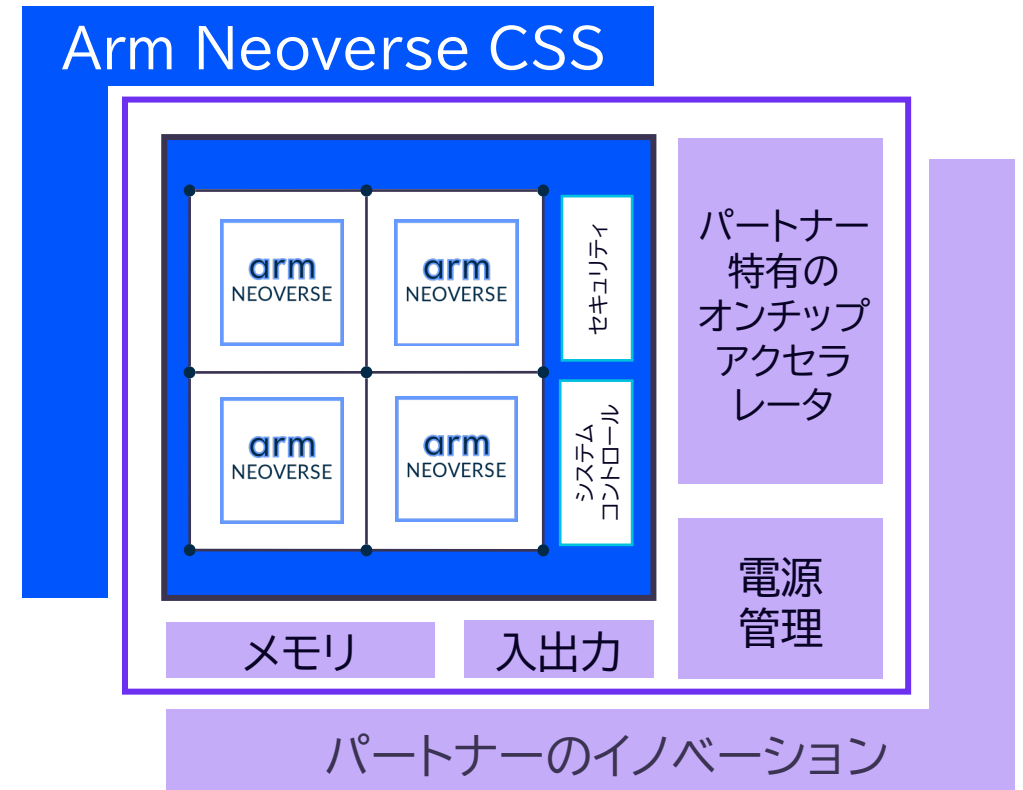 Arm Neoverse CSS
arm
NEOVERSE
arm
NEOVERSE
セキュリティ
arm
NEOVERSE
arm
NEOVERSE
システム
コントロール
パートナー
特有の
オンチップ
アクセラ
レータ
電源
管理
メモリ
入出力
パートナーのイノベーション